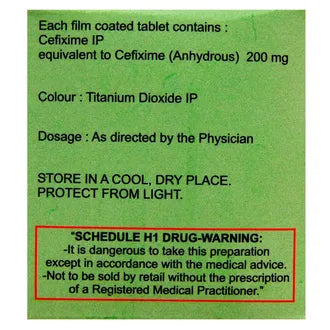 Each film coated tablet contains :
Cefixime IP
equivalent to Cefixime (Anhydrous)  200 mg
Colour : Titanium Dioxide IP
Dosage : As directed by the Physician
STORE IN A COOL, DRY PLACE.
PROTECT FROM LIGHT.
"SCHEDULE H1 DRUG-WARNING:
-It is dangerous to take this preparation
except in accordance with the medical advice.
-Not to be sold by retail without the prescription
of a Registered Medical Practitioner."